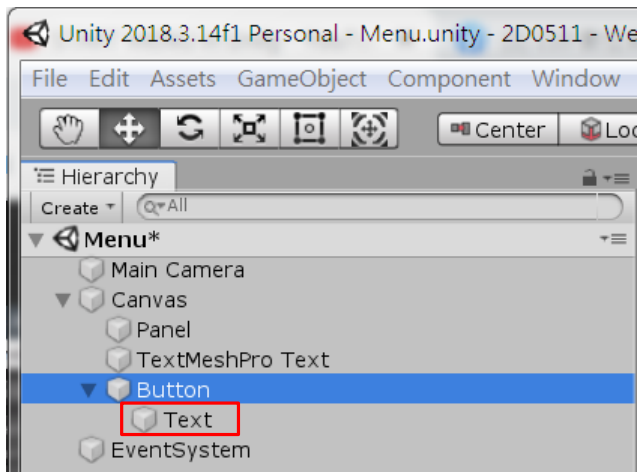 Unity 2018.3.14f1 Personal - Menu.unity - 2D0511 - We
File Edit Assets GameObject Component Window
Center Loc
Hierarchy
Create All
Menu*
Main Camera
Canvas
Panel
TextMeshPro Text
Button
Text
EventSystem